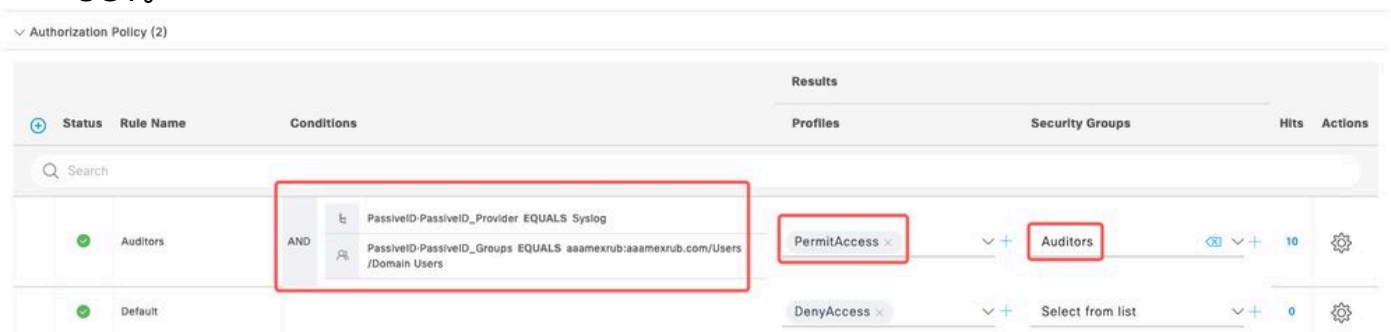 Authorization Policy (2)
Results
Status Rule Name Conditions Profiles Security Groups Hits Actions
Search
PassiveID·PassiveID_Provider EQUALS Syslog
Auditors AND PermitAccess × Auditors 10
PassiveID·PassiveID_Groups EQUALS aaamexrub:aaamexrub.com/Users
/Domain Users
Default DenyAccess × Select from list 0